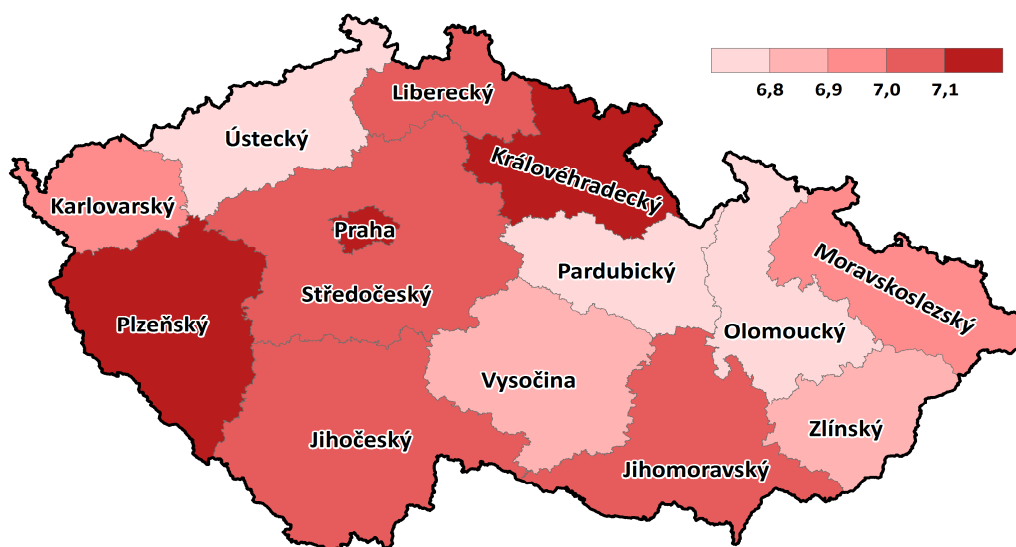 6,8 6,9 7,0 7,1
Liberecký
Ústecký
Královéhradecký
Karlovarský
Praha
Pardubický
Moravskoslezský
Středočeský
Plzeňský
Olomoucký
Vysočina
Zlínský
Jihočeský
Jihomoravský